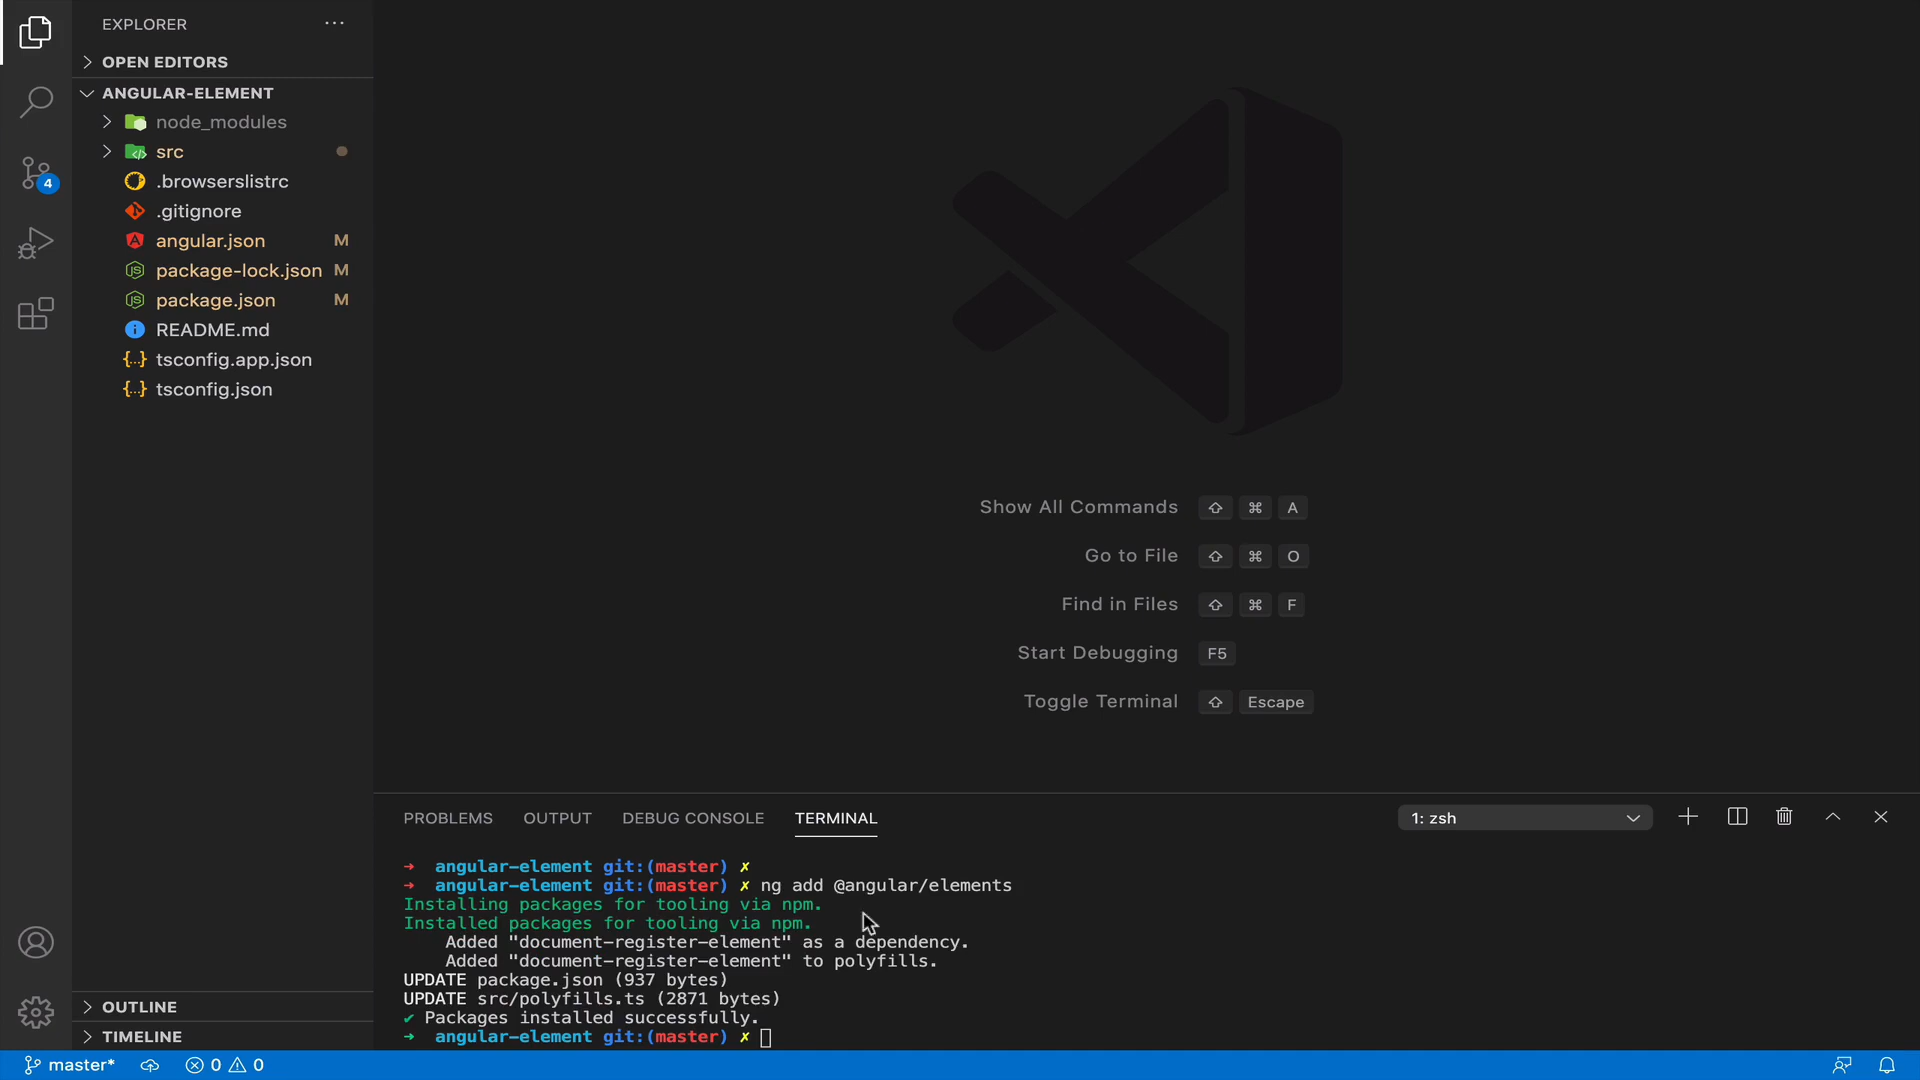 EXPLORER
OPEN EDITORS
ANGULAR-ELEMENT
node_modules
src
.browserslistrc
.gitignore
angular.json M
package-lock.json M
package.json M
README.md
tsconfig.app.json
tsconfig.json
OUTLINE
TIMELINE
4
Show All Commands ⇧ ⌘ A
Go to File ⇧ ⌘ O
Find in Files ⇧ ⌘ F
Start Debugging F5
Toggle Terminal ⇧ Escape
PROBLEMS OUTPUT DEBUG CONSOLE TERMINAL 1: zsh
➜ angular-element git:(master) ✗
➜ angular-element git:(master) ✗ ng add @angular/elements
Installing packages for tooling via npm.
Installed packages for tooling via npm.
Added "document-register-element" as a dependency.
Added "document-register-element" to polyfills.
UPDATE package.json (937 bytes)
UPDATE src/polyfills.ts (2871 bytes)
✔ Packages installed successfully.
➜ angular-element git:(master) ✗
master* 0 0